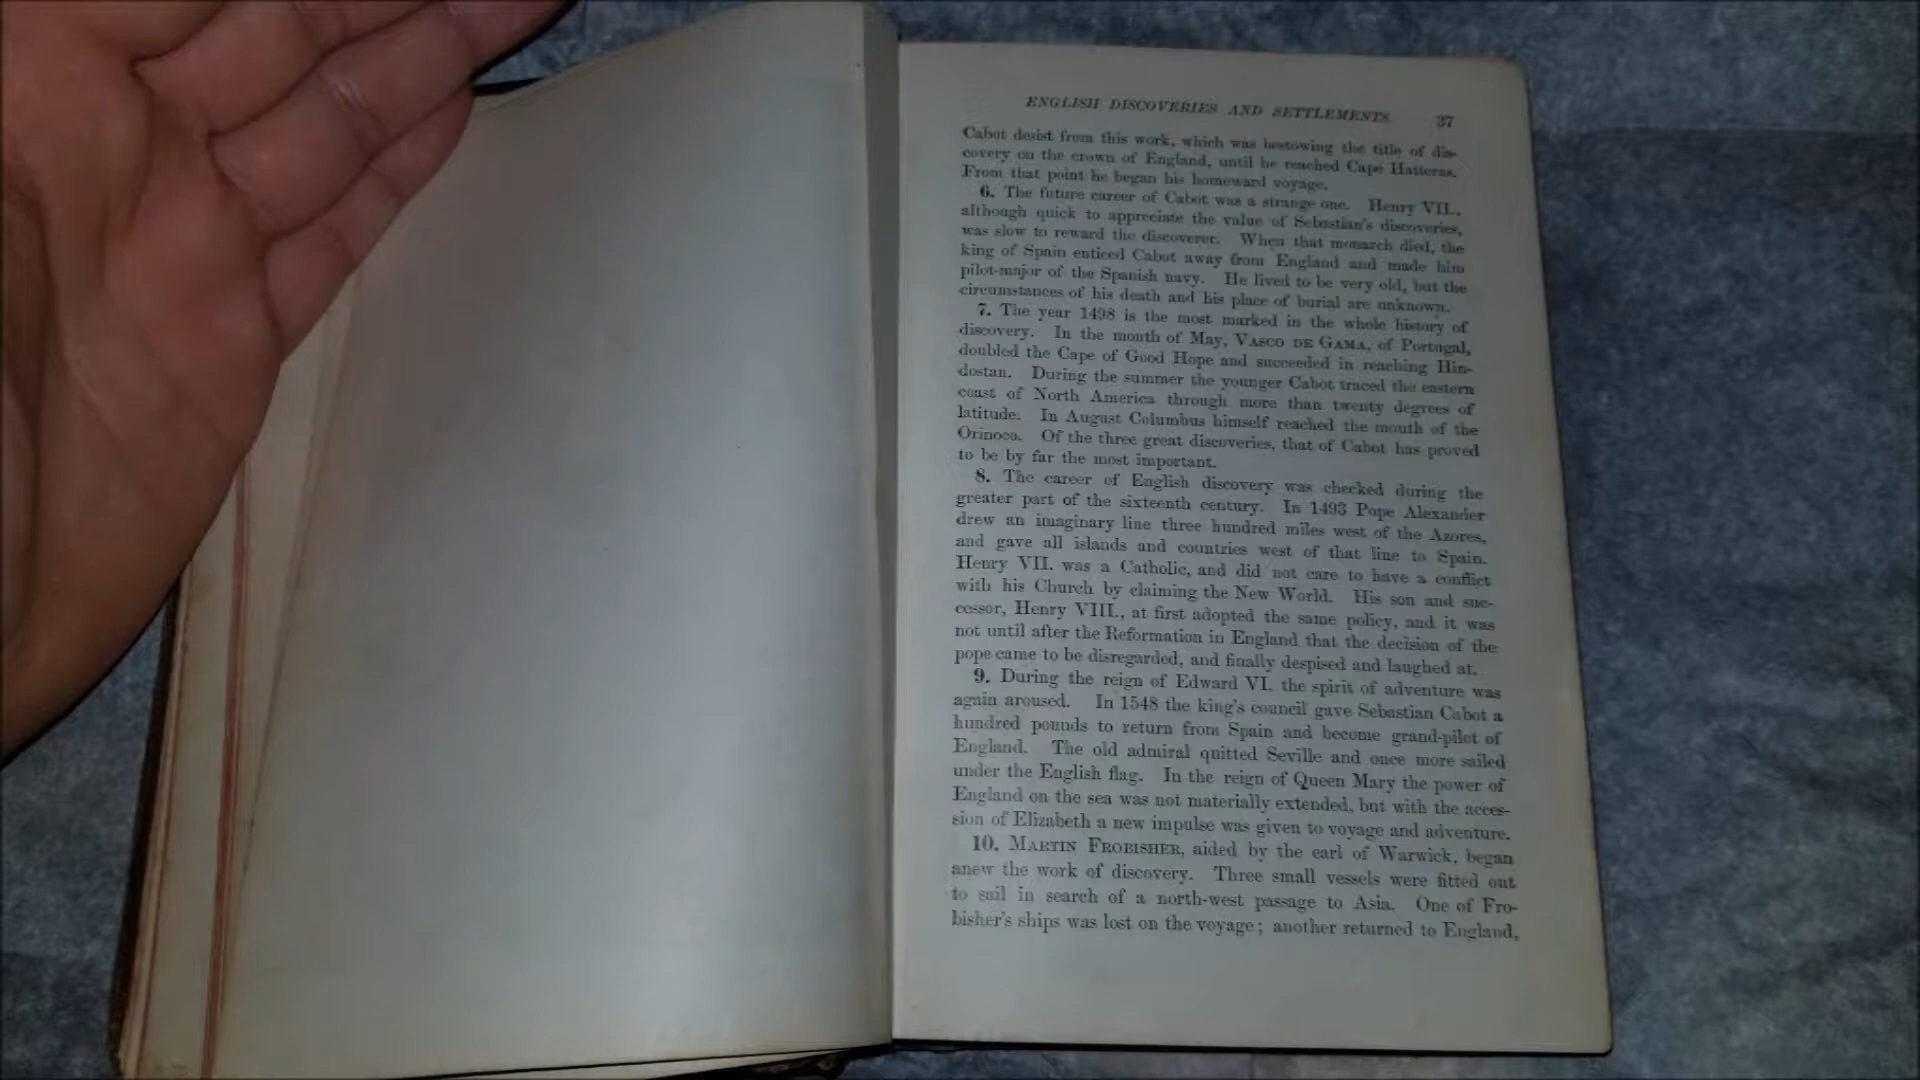 ENGLISH DISCOVERIES AND SETTLEMENTS. 37
Cabot desist from this work, which was bestowing the title of dis-
covery on the crown of England, until he reached Cape Hatteras.
From that point he began his homeward voyage.
6. The future career of Cabot was a strange one. Henry VII.,
although quick to appreciate the value of Sebastian's discoveries,
was slow to reward the discoverer. When that monarch died, the
king of Spain enticed Cabot away from England and made him
pilot-major of the Spanish navy. He lived to be very old, but the
circumstances of his death and his place of burial are unknown.
7. The year 1498 is the most marked in the whole history of
discovery. In the month of May, VASCO DE GAMA, of Portugal,
doubled the Cape of Good Hope and succeeded in reaching Hin-
dostan. During the summer the younger Cabot traced the eastern
coast of North America through more than twenty degrees of
latitude. In August Columbus himself reached the mouth of the
Orinoco. Of the three great discoveries, that of Cabot has proved
to be by far the most important.
8. The career of English discovery was checked during the
greater part of the sixteenth century. In 1493 Pope Alexander
drew an imaginary line three hundred miles west of the Azores,
and gave all islands and countries west of that line to Spain.
Henry VII. was a Catholic, and did not care to have a conflict
with his Church by claiming the New World. His son and suc-
cessor, Henry VIII., at first adopted the same policy, and it was
not until after the Reformation in England that the decision of the
pope came to be disregarded, and finally despised and laughed at.
9. During the reign of Edward VI. the spirit of adventure was
again aroused. In 1548 the king's council gave Sebastian Cabot a
hundred pounds to return from Spain and become grand-pilot of
England. The old admiral quitted Seville and once more sailed
under the English flag. In the reign of Queen Mary the power of
England on the sea was not materially extended, but with the acces-
sion of Elizabeth a new impulse was given to voyage and adventure.
10. MARTIN FROBISHER, aided by the earl of Warwick, began
anew the work of discovery. Three small vessels were fitted out
to sail in search of a north-west passage to Asia. One of Fro-
bisher's ships was lost on the voyage; another returned to England,